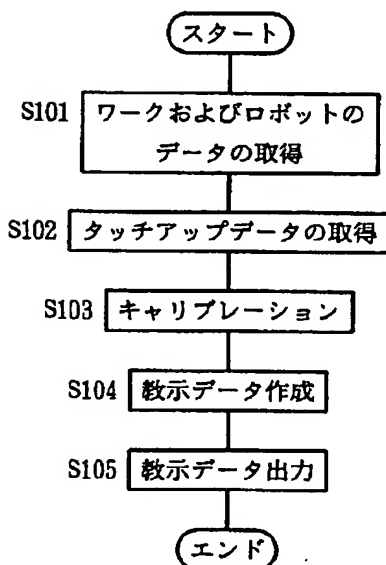 スタート
S101 ワークおよびロボットの
データの取得
S102 タッチアップデータの取得
S103 キャリブレーション
S104 教示データ作成
S105 教示データ出力
エンド